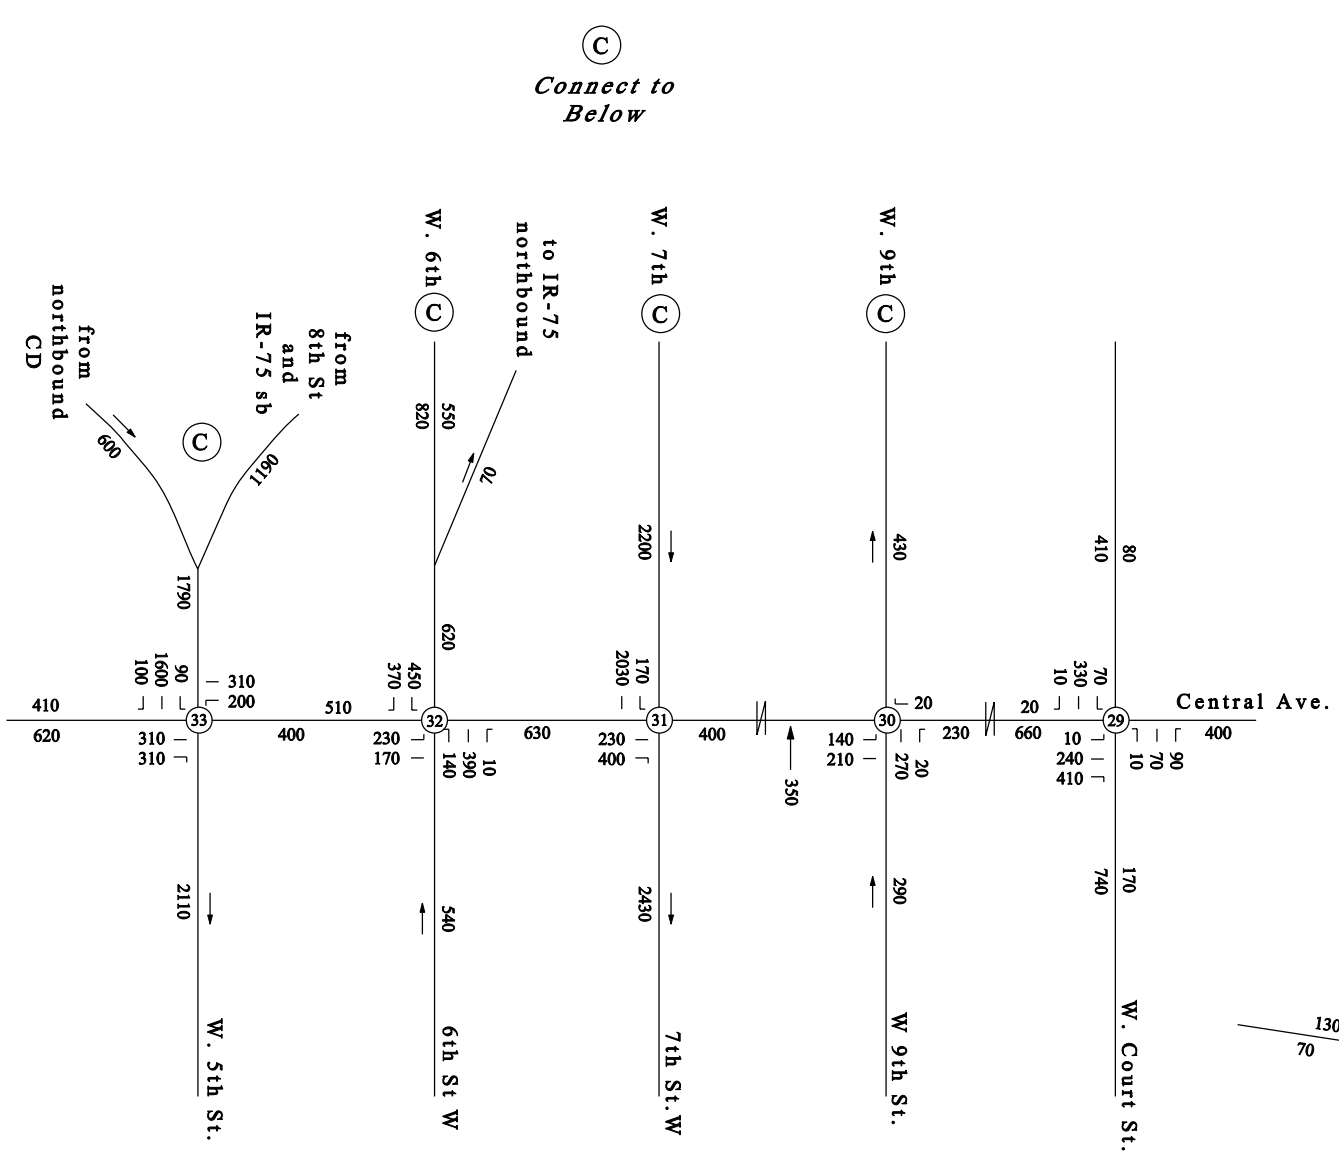 C
Connect to
Below
W. 6th
C
to IR-75
northbound
W. 7th
C
W. 9th
C
from
northbound
CD
from
8th St
and
IR-75 sb
C
600
1190
1790
820
550
70
620
2200
430
410
80
100
1600
90
310
200
370
450
2030
170
20
10
330
70
Central Ave.
410
620
33
310
310
400
510
32
230
170
140
390
10
630
31
230
400
400
350
30
140
210
270
20
230
20
660
29
10
240
410
10
70
90
400
2110
540
2430
290
740
170
W. 5th St.
6th St W
7th St.W
W 9th St.
W. Court St.
130
70